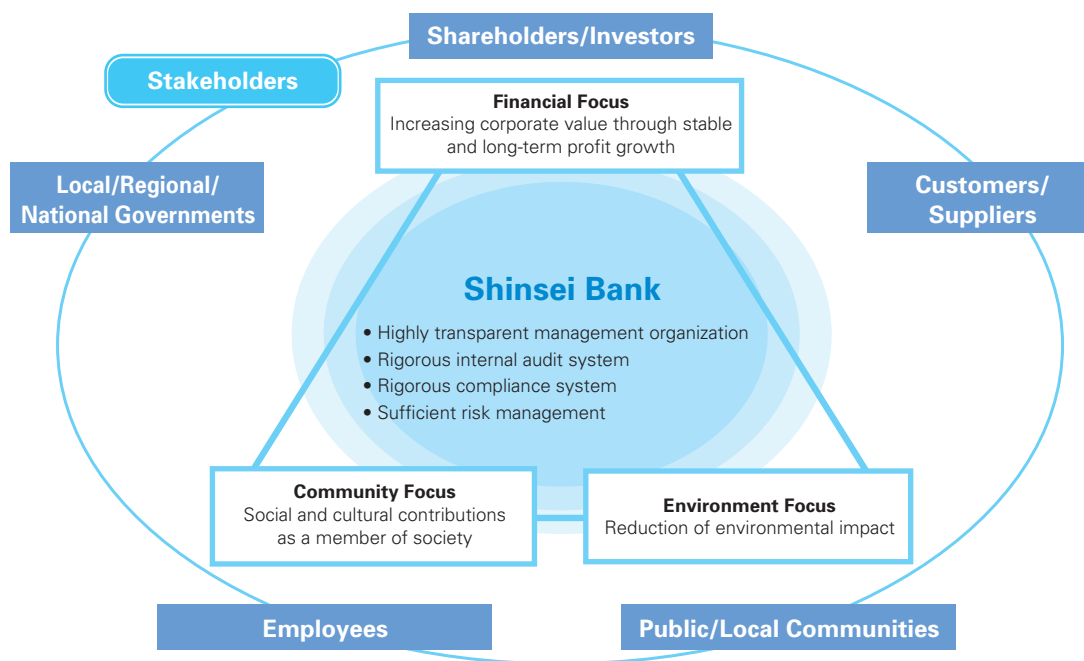 Shareholders/Investors
Stakeholders
Financial Focus
Increasing corporate value through stable
and long-term profit growth
Local/Regional/
National Governments
Customers/
Suppliers
Shinsei Bank
• Highly transparent management organization
• Rigorous internal audit system
• Rigorous compliance system
• Sufficient risk management
Community Focus
Social and cultural contributions
as a member of society
Environment Focus
Reduction of environmental impact
Employees
Public/Local Communities